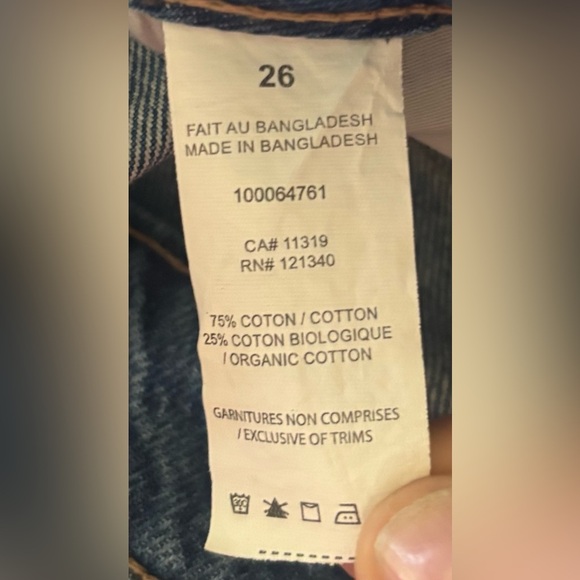 26
FAIT AU BANGLADESH
MADE IN BANGLADESH
100064761
CA# 11319
RN# 121340
75% COTON / COTTON
25% COTON BIOLOGIQUE
/ ORGANIC COTTON
GARNITURES NON COMPRISES
/ EXCLUSIVE OF TRIMS